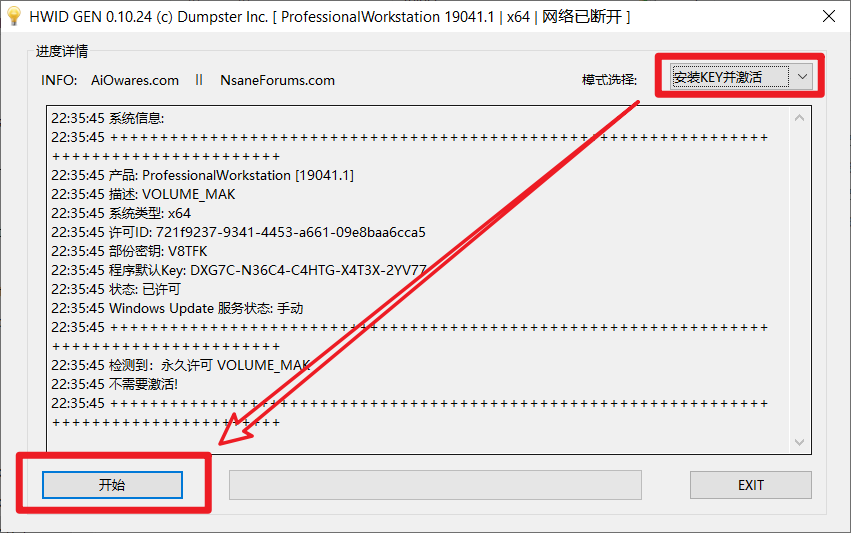 HWID GEN 0.10.24 (c) Dumpster Inc. [ ProfessionalWorkstation 19041.1 | x64 | 网络已断开 ]
进度详情
INFO: AiOwares.com II NsaneForums.com 模式选择: 安装KEY并激活
22:35:45 系统信息:
22:35:45 ++++++++++++++++++++++++++++++++++++++++++++++++++++++++++++++++++
+++++++++++++++++++++++
22:35:45 产品: ProfessionalWorkstation [19041.1]
22:35:45 描述: VOLUME_MAK
22:35:45 系统类型: x64
22:35:45 许可ID: 721f9237-9341-4453-a661-09e8baa6cca5
22:35:45 部份密钥: V8TFK
22:35:45 程序默认Key: DXG7C-N36C4-C4HTG-X4T3X-2YV77
22:35:45 状态: 已许可
22:35:45 Windows Update 服务状态: 手动
22:35:45 ++++++++++++++++++++++++++++++++++++++++++++++++++++++++++++++++++
+++++++++++++++++++++++
22:35:45 检测到：永久许可 VOLUME_MAK
22:35:45 不需要激活!
22:35:45 ++++++++++++++++++++++++++++++++++++++++++++++++++++++++++++++++++
+++++++++++++++++++++++
开始 EXIT